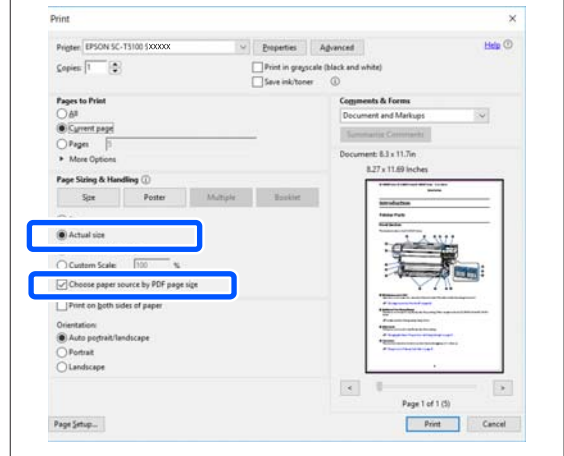 Print
Printer: EPSON SC-T5100 SXXXXX Properties Advanced Help
Copies: 1 Print in grayscale (black and white)
Save ink/toner
Pages to Print
All
Current page
Pages 5
More Options
Page Sizing & Handling
Size Poster Multiple Booklet
Actual size
Custom Scale: 100 %
Choose paper source by PDF page size
Print on both sides of paper
Orientation:
Auto portrait/landscape
Portrait
Landscape
Comments & Forms
Document and Markups
Summarize Comments
Document: 8.3 x 11.7in
8.27 x 11.69 Inches
Introduction
Printer Parts
< >
Page 1 of 1 (5)
Page Setup... Print Cancel